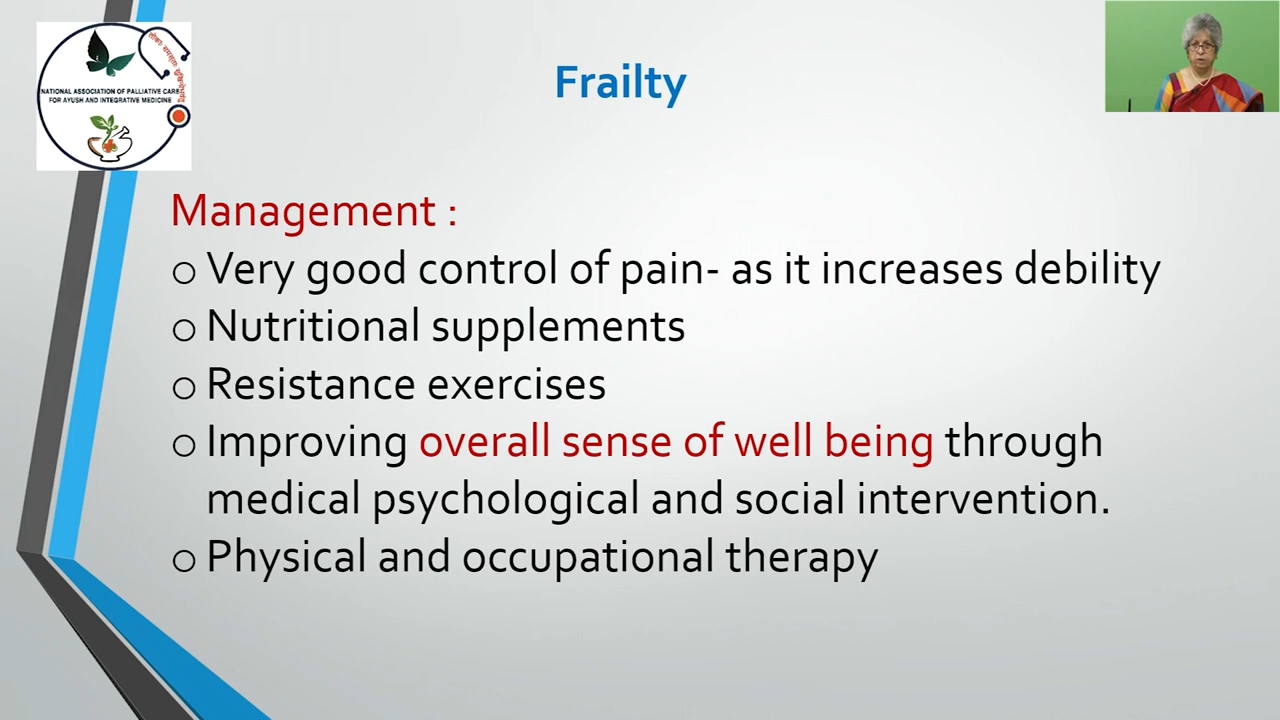 NATIONAL ASSOCIATION OF PALLIATIVE CARE
FOR AYUSH AND INTEGRATIVE MEDICINE
Frailty
Management :
o Very good control of pain- as it increases debility
o Nutritional supplements
o Resistance exercises
o Improving overall sense of well being through
medical psychological and social intervention.
o Physical and occupational therapy